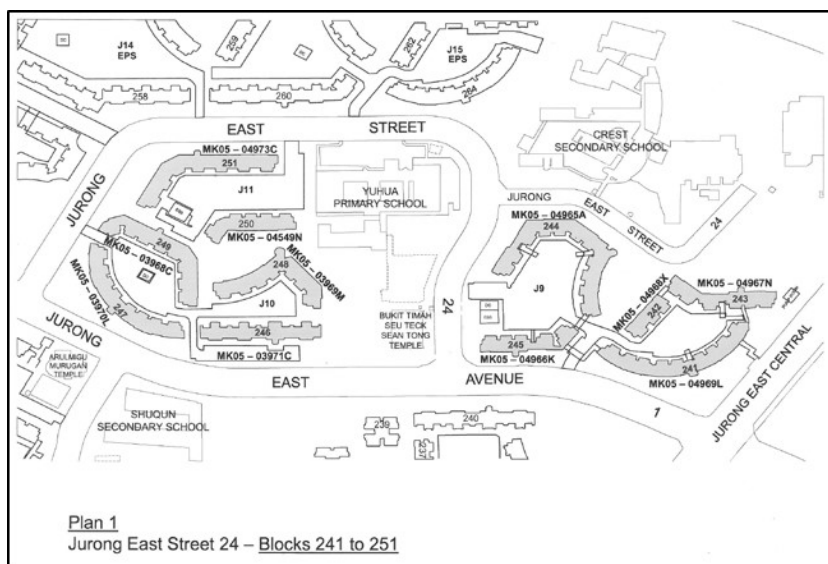 J14
EPS
259
262
J15
EPS
258
260
264
EAST STREET
CREST
SECONDARY SCHOOL
MK05 – 04973C
251
J11
YUHUA
PRIMARY SCHOOL
JURONG
JURONG EAST STREET 24
MK05 – 04965A
244
250
MK05 – 04549N
249
MK05 – 03968C
248
MK05 – 03969M
MK05 – 03970L
247
J10
24
J9
MK05 – 04968X
242
MK05 – 04967N
243
BUKIT TIMAH
SEU TECK
SEAN TONG
TEMPLE
246
MK05 – 03971C
245
MK05 – 04966K
241
MK05 – 04969L
JURONG EAST AVENUE 1
JURONG EAST CENTRAL
ARULMIGU
MURUGAN
TEMPLE
SHUQUN
SECONDARY SCHOOL
239
240
237
Plan 1
Jurong East Street 24 – Blocks 241 to 251